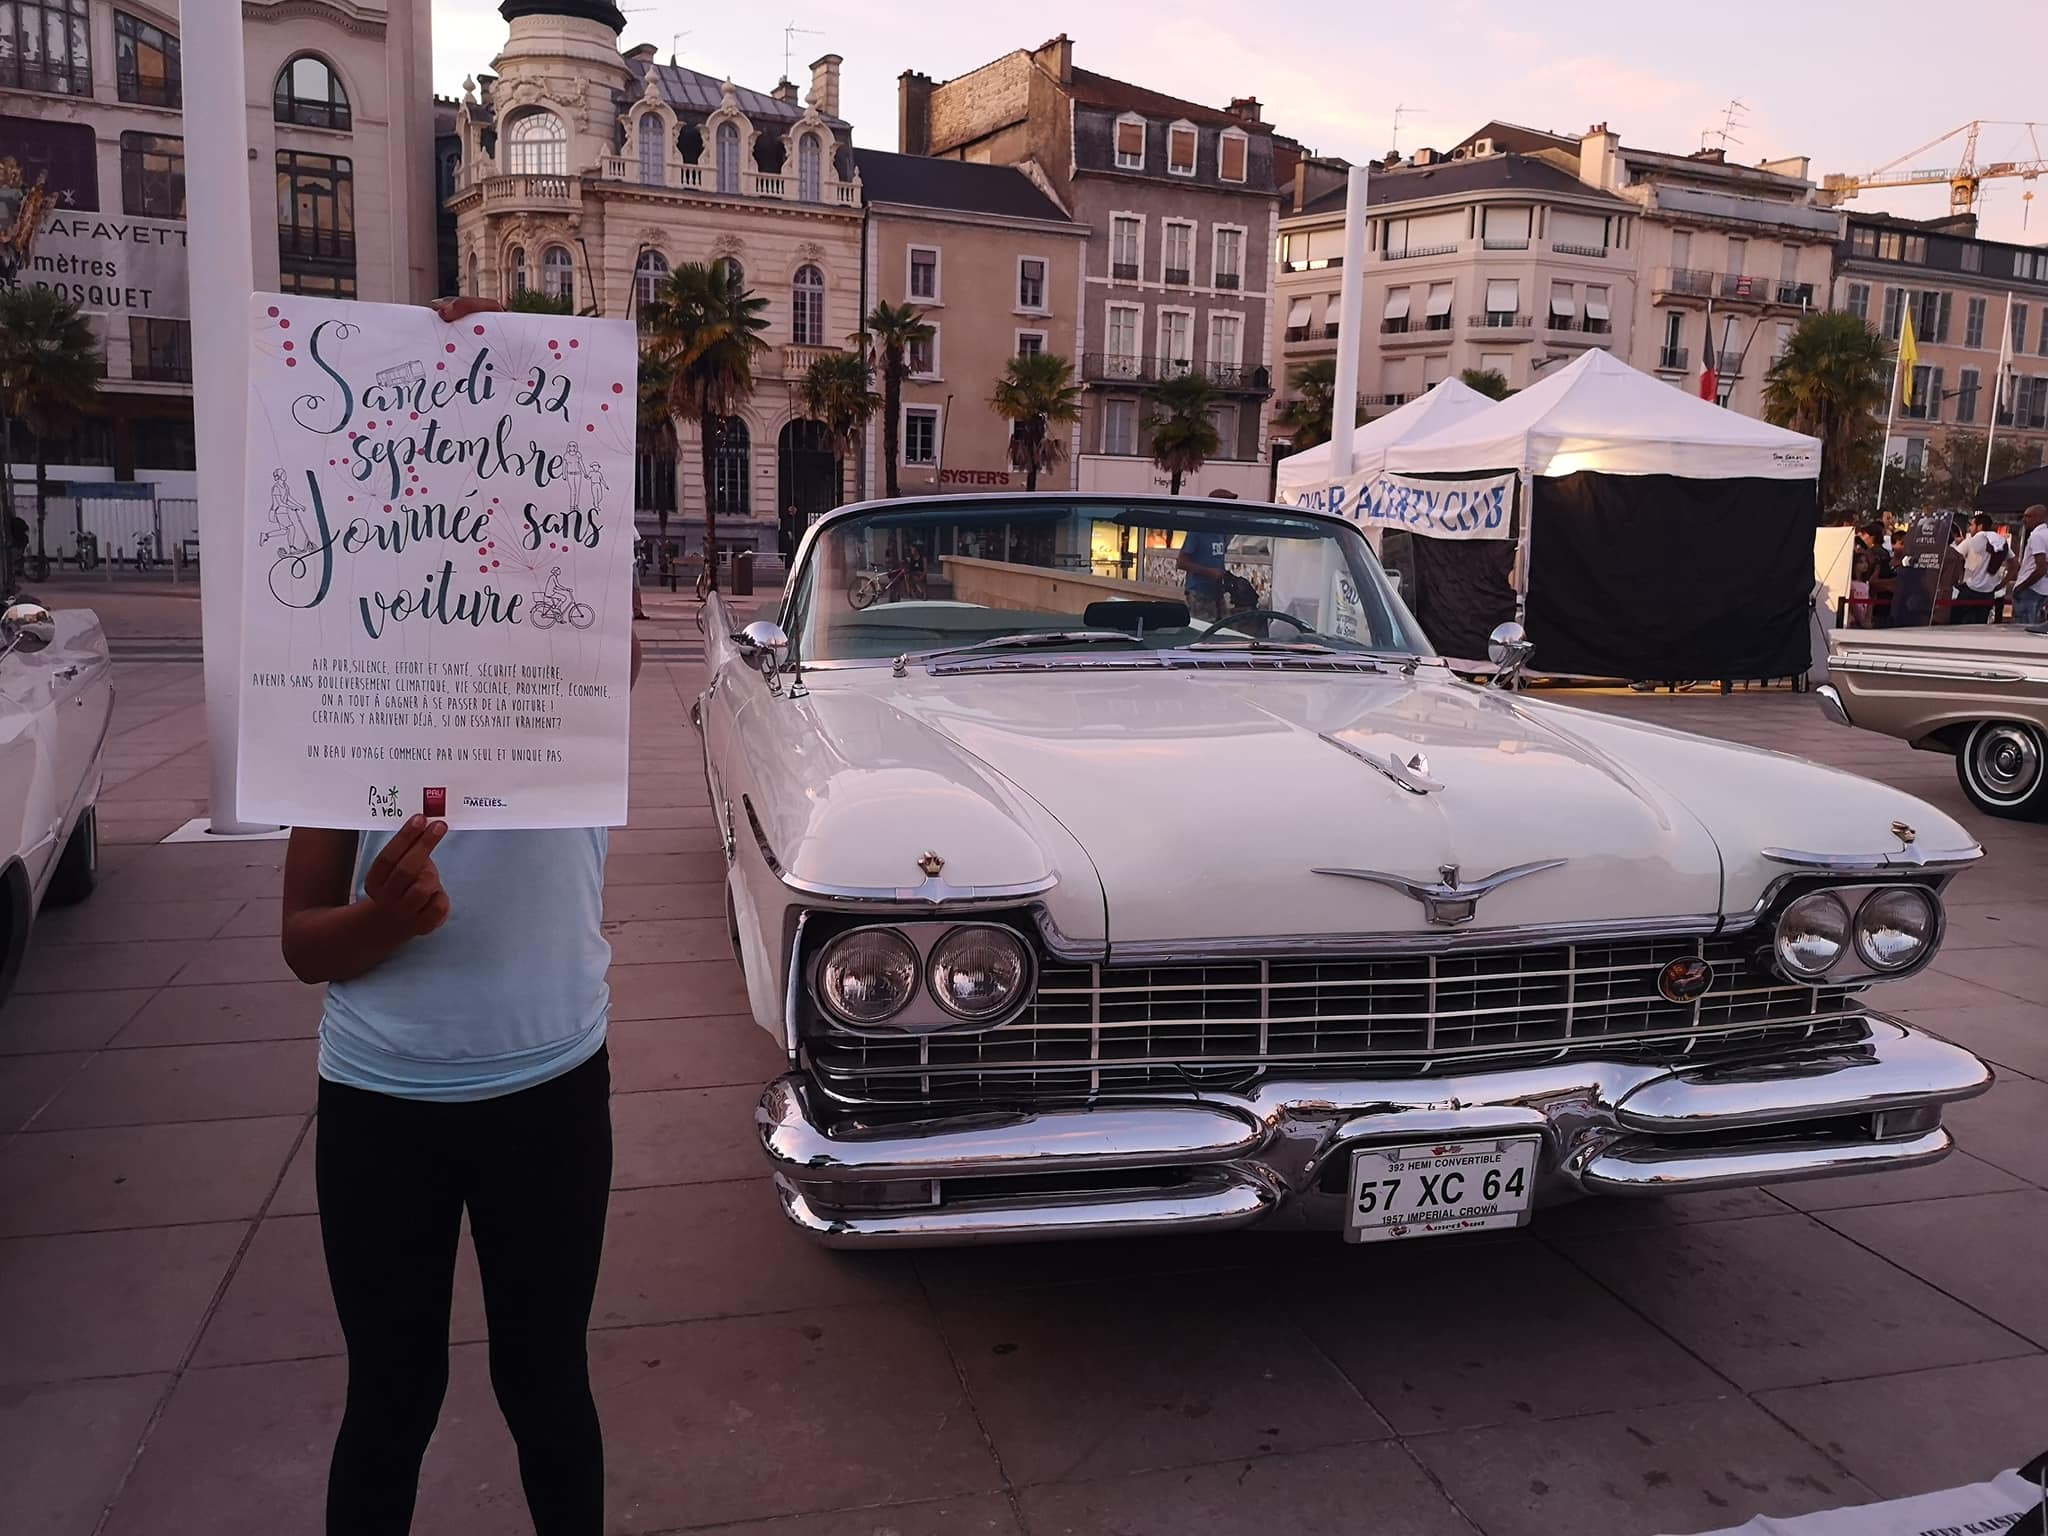 LAFAYETT
mètres
BOSQUET
Samedi 22
septembre
Journée sans
voiture
AIR PUR, SILENCE, EFFORT ET SANTÉ, SÉCURITÉ ROUTIÈRE,
AVENIR SANS BOULEVERSEMENT CLIMATIQUE, VIE SOCIALE, PROXIMITÉ, ÉCONOMIE, ...
ON A TOUT À GAGNER À SE PASSER DE LA VOITURE !
CERTAINS Y ARRIVENT DÉJÀ, SI ON ESSAYAIT VRAIMENT?
UN BEAU VOYAGE COMMENCE PAR UN SEUL ET UNIQUE PAS.
Pau
à vélo
PAU
LE MÉLIÈS
SYSTER'S
AZERTY CLUB
VIRTUEL
392 HEMI CONVERTIBLE
57 XC 64
1957 IMPERIAL CROWN
AmeriSud